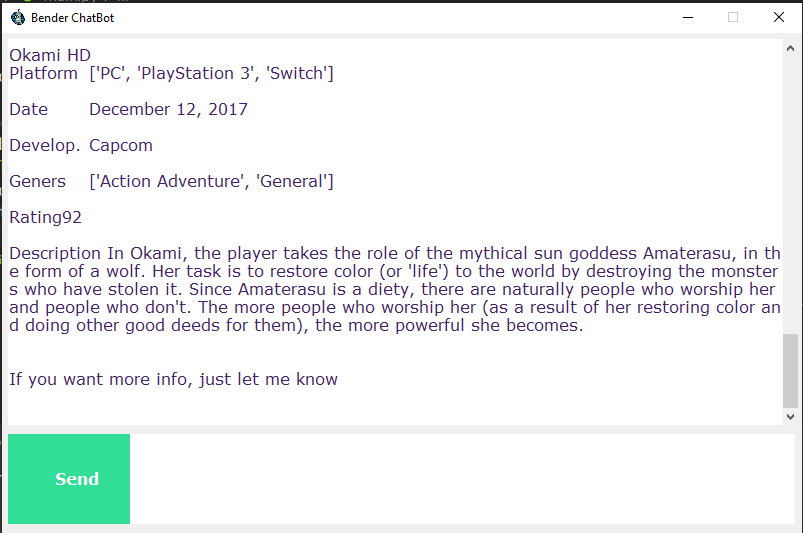 Bender ChatBot
Okami HD
Platform ['PC', 'PlayStation 3', 'Switch']
Date December 12, 2017
Develop. Capcom
Geners ['Action Adventure', 'General']
Rating92
Description In Okami, the player takes the role of the mythical sun goddess Amaterasu, in th
e form of a wolf. Her task is to restore color (or 'life') to the world by destroying the monster
s who have stolen it. Since Amaterasu is a diety, there are naturally people who worship her
and people who don't. The more people who worship her (as a result of her restoring color an
d doing other good deeds for them), the more powerful she becomes.
If you want more info, just let me know
Send